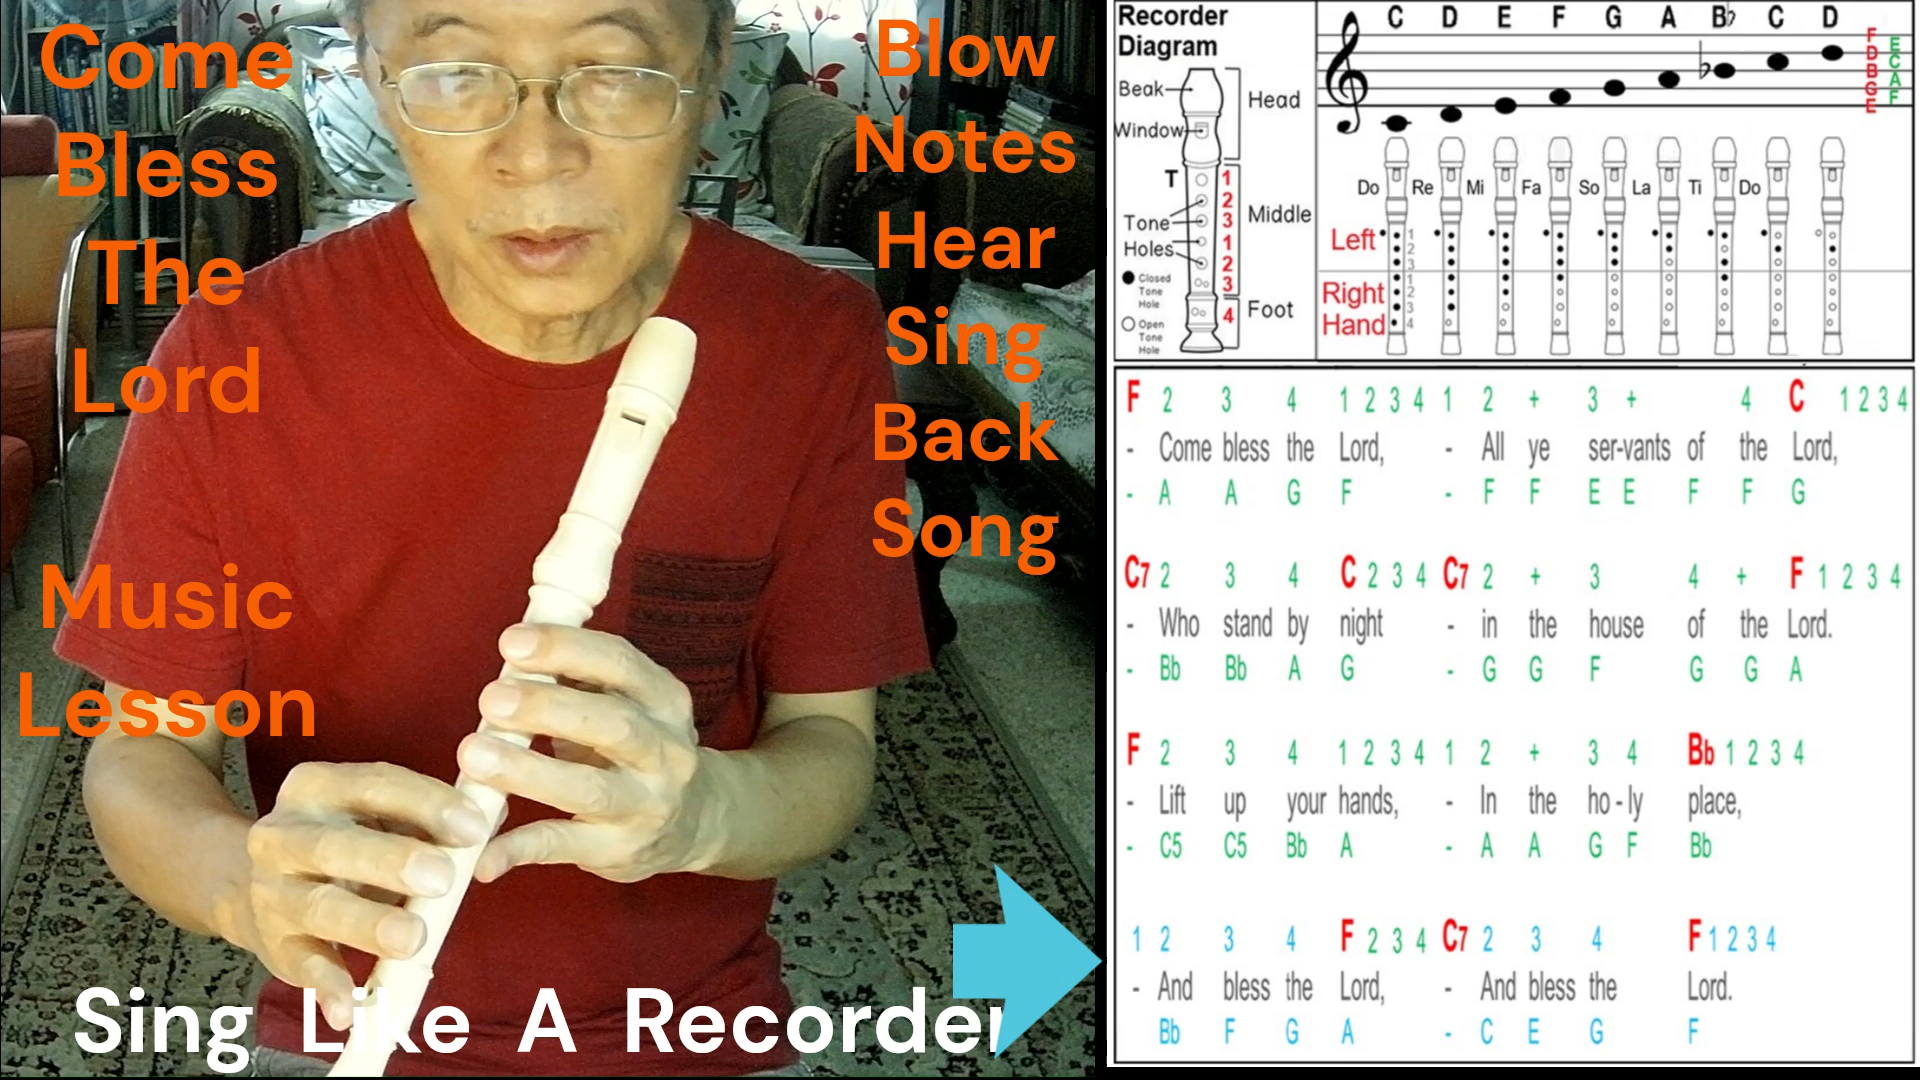 Come
Bless
The
Lord
Music
Lesson
Blow
Notes
Hear
Sing
Back
Song
Sing Like A Recorder
Recorder
Diagram
Beak
Window
Head
T
1
2
3
1
2
3
4
Tone
Holes
Middle
Closed
Tone
Hole
Open
Tone
Hole
Foot
C D E F G A B♭ C D
F
D
B
G
E
E
C
A
F
Do Re Mi Fa So La Ti Do
Left
1
2
3
Right
Hand
1
2
3
4
F 2 3 4 1 2 3 4 1 2 + 3 + 4 C 1 2 3 4
- Come bless the Lord, - All ye ser-vants of the Lord,
- A A G F - F F E E F F G
C7 2 3 4 C 2 3 4 C7 2 + 3 4 + F 1 2 3 4
- Who stand by night - in the house of the Lord.
- Bb Bb A G - G G F G G A
F 2 3 4 1 2 3 4 1 2 + 3 4 Bb 1 2 3 4
- Lift up your hands, - In the ho - ly place,
- C5 C5 Bb A - A A G F Bb
1 2 3 4 F 2 3 4 C7 2 3 4 F 1 2 3 4
- And bless the Lord, - And bless the Lord.
Bb F G A - C E G F